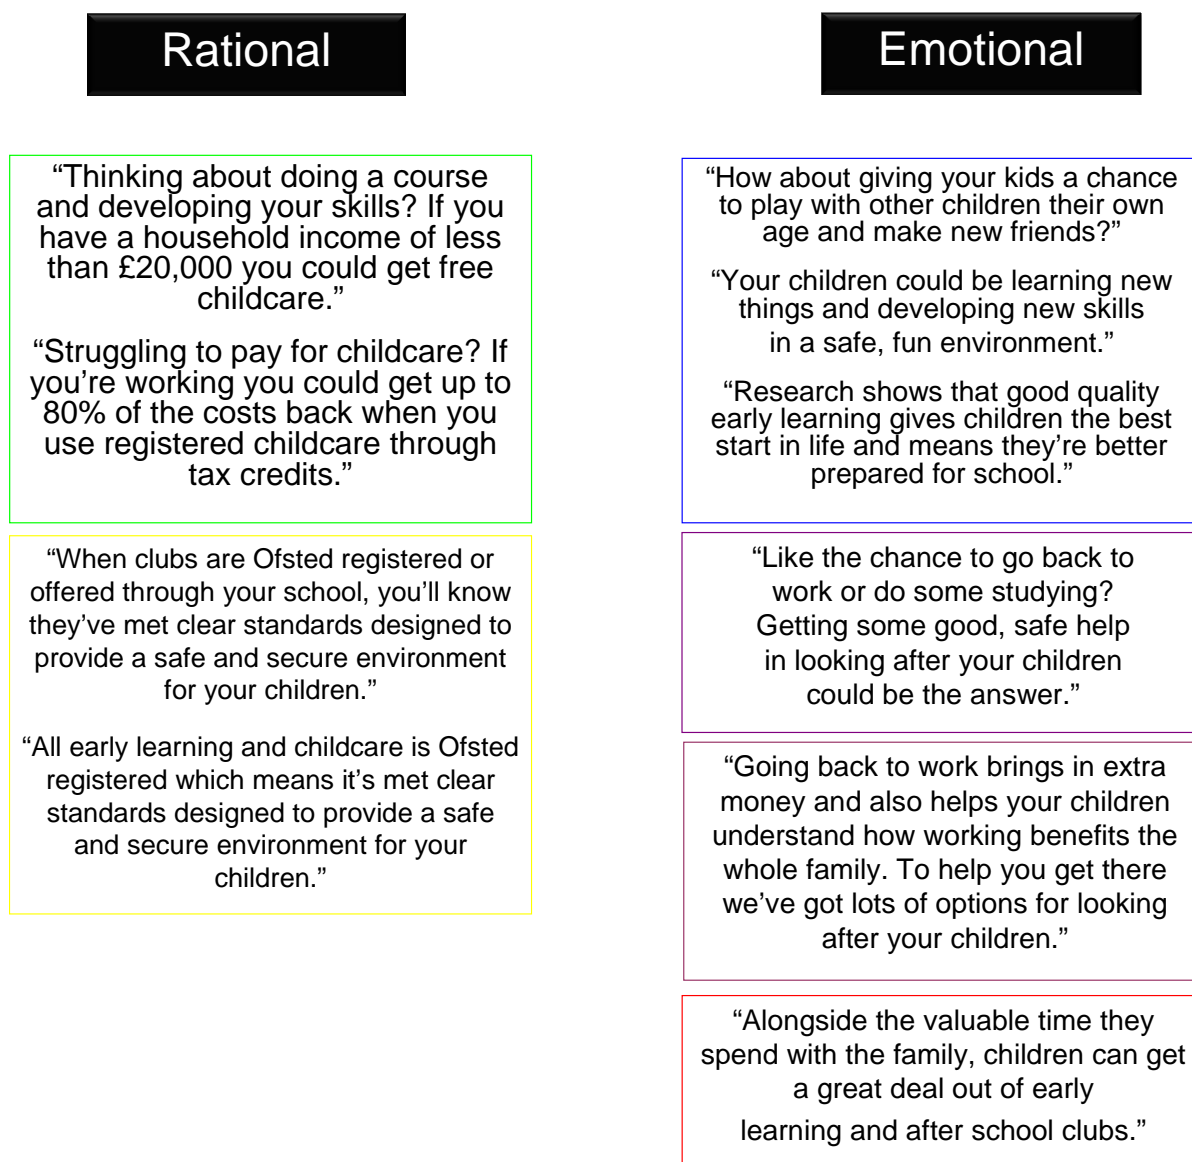 Rational
“Thinking about doing a course
and developing your skills? If you
have a household income of less
than £20,000 you could get free
childcare.”
“Struggling to pay for childcare? If
you’re working you could get up to
80% of the costs back when you
use registered childcare through
tax credits.”
“When clubs are Ofsted registered or
offered through your school, you’ll know
they’ve met clear standards designed to
provide a safe and secure environment
for your children.”
“All early learning and childcare is Ofsted
registered which means it’s met clear
standards designed to provide a safe
and secure environment for your
children.”
Emotional
“How about giving your kids a chance
to play with other children their own
age and make new friends?”
“Your children could be learning new
things and developing new skills
in a safe, fun environment.”
“Research shows that good quality
early learning gives children the best
start in life and means they’re better
prepared for school.”
“Like the chance to go back to
work or do some studying?
Getting some good, safe help
in looking after your children
could be the answer.”
“Going back to work brings in extra
money and also helps your children
understand how working benefits the
whole family. To help you get there
we’ve got lots of options for looking
after your children.”
“Alongside the valuable time they
spend with the family, children can get
a great deal out of early
learning and after school clubs.”